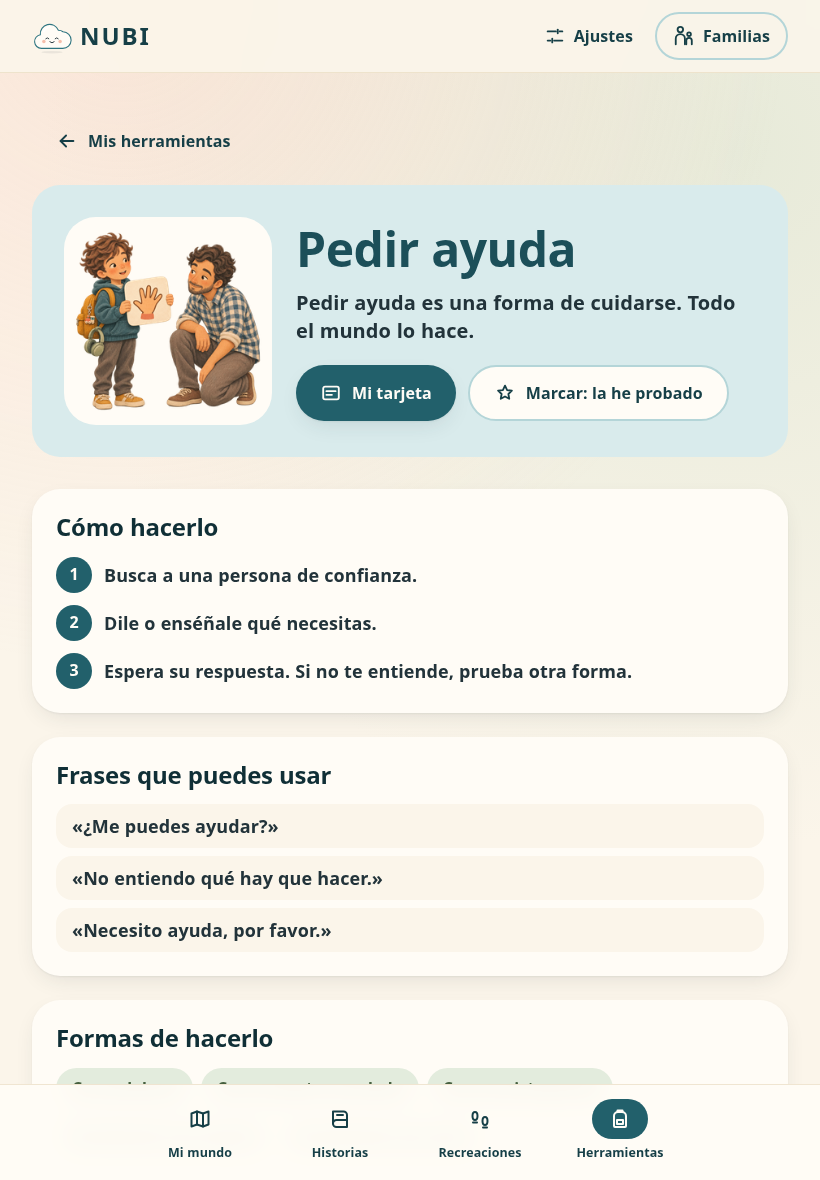 NUBI
Ajustes
Familias
Mis herramientas
Pedir ayuda
Pedir ayuda es una forma de cuidarse. Todo
el mundo lo hace.
Mi tarjeta
Marcar: la he probado
Cómo hacerlo
1 Busca a una persona de confianza.
2 Dile o enséñale qué necesitas.
3 Espera su respuesta. Si no te entiende, prueba otra forma.
Frases que puedes usar
«¿Me puedes ayudar?»
«No entiendo qué hay que hacer.»
«Necesito ayuda, por favor.»
Formas de hacerlo
Mi mundo
Historias
Recreaciones
Herramientas